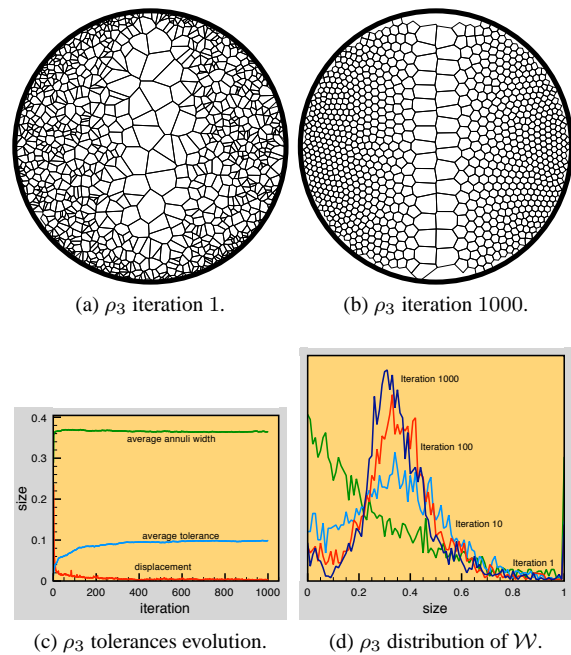 (a) ρ₃ iteration 1.
(b) ρ₃ iteration 1000.
0.4
0.3
0.2
0.1
0
size
average annuli width
average tolerance
displacement
0 200 400 600 800 1000
iteration
(c) ρ₃ tolerances evolution.
Iteration 1000
Iteration 100
Iteration 10
Iteration 1
0 0.2 0.4 0.6 0.8 1
size
(d) ρ₃ distribution of 𝒲.